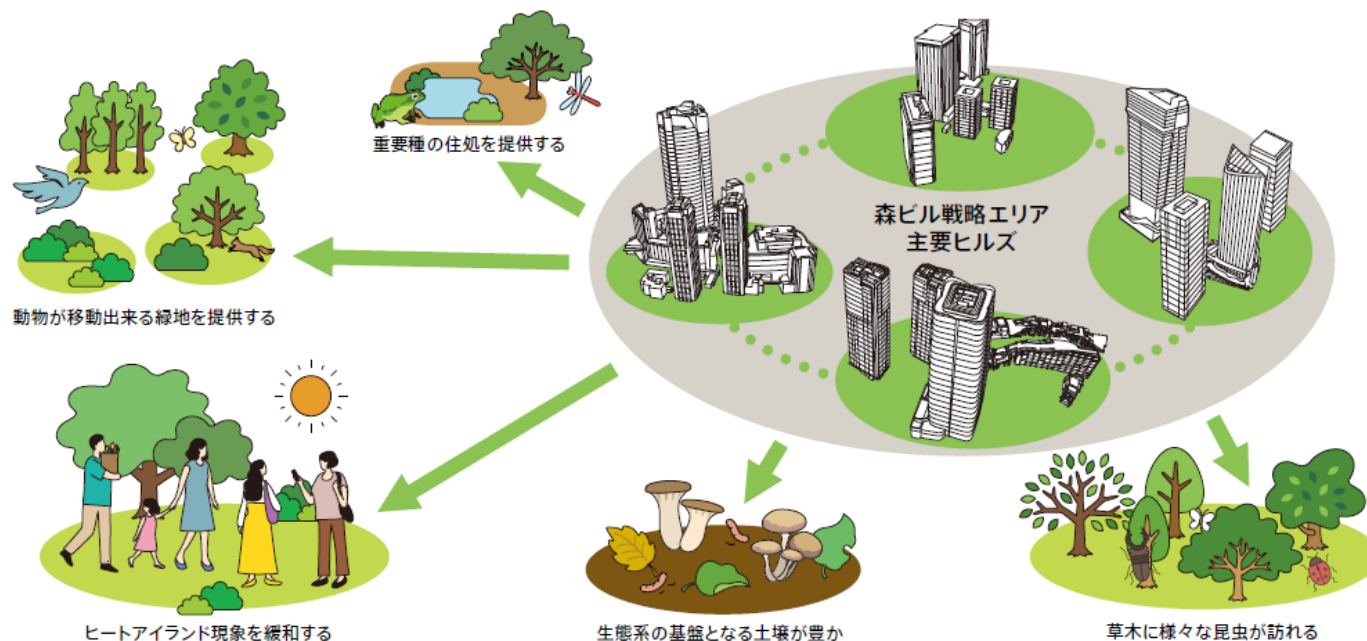 重要種の住処を提供する
森ビル戦略エリア
主要ヒルズ
動物が移動出来る緑地を提供する
ヒートアイランド現象を緩和する
生態系の基盤となる土壌が豊か
草木に様々な昆虫が訪れる